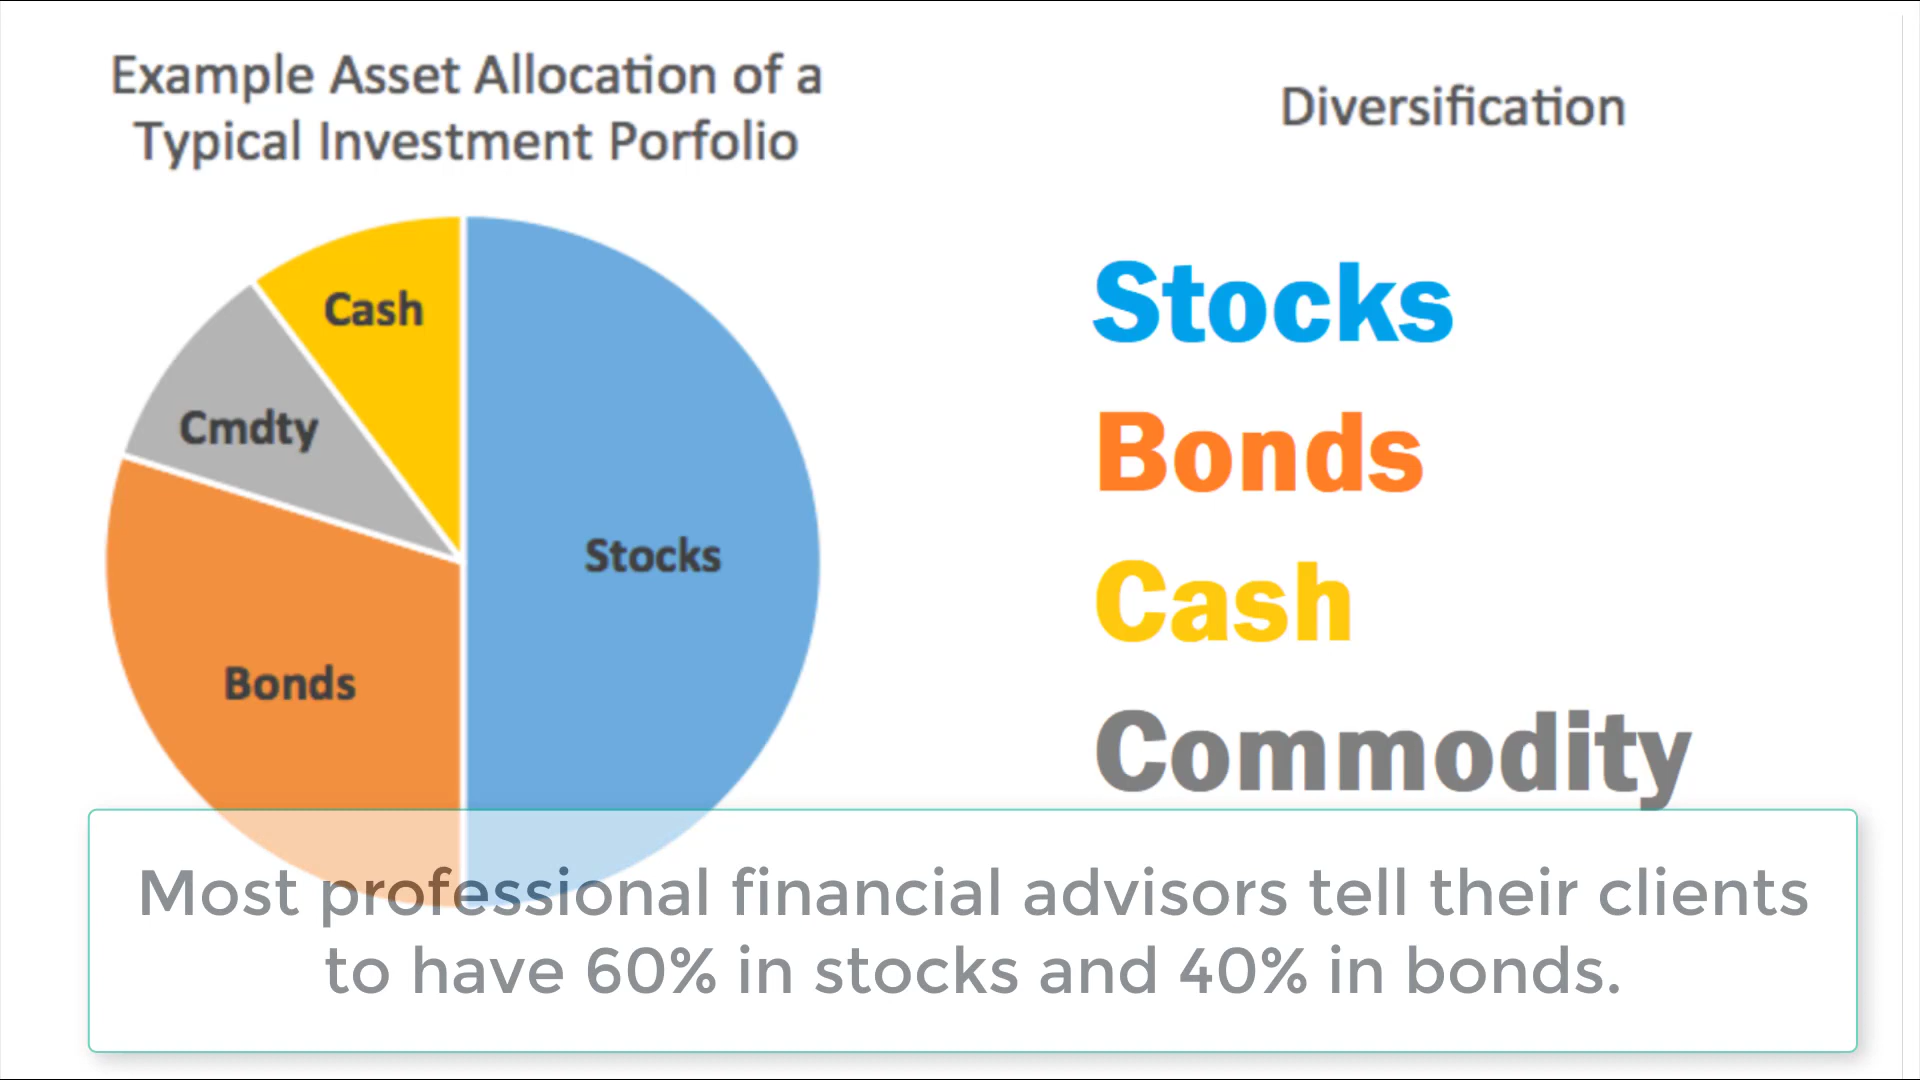 Example Asset Allocation of a
Typical Investment Porfolio
Cash
Cmdty
Stocks
Bonds
Diversification
Stocks
Bonds
Cash
Commodity
Most professional financial advisors tell their clients
to have 60% in stocks and 40% in bonds.